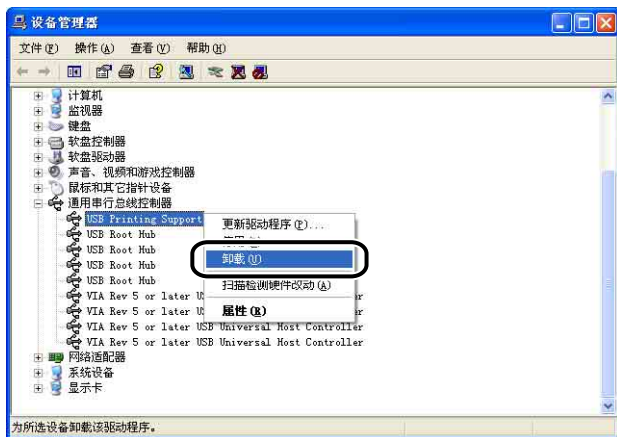 设备管理器
文件(F) 操作(A) 查看(V) 帮助(H)
计算机
监视器
键盘
软盘控制器
软盘驱动器
声音、视频和游戏控制器
鼠标和其它指针设备
通用串行总线控制器
USB Printing Support
更新驱动程序(P)...
USB Root Hub
USB Root Hub
卸载(U)
USB Root Hub
USB Root Hub
扫描检测硬件改动(A)
VIA Rev 5 or later
属性(R)
VIA Rev 5 or later USB Universal Host Controller
VIA Rev 5 or later USB Universal Host Controller
VIA Rev 5 or later USB Universal Host Controller
网络适配器
系统设备
显示卡
为所选设备卸载该驱动程序。